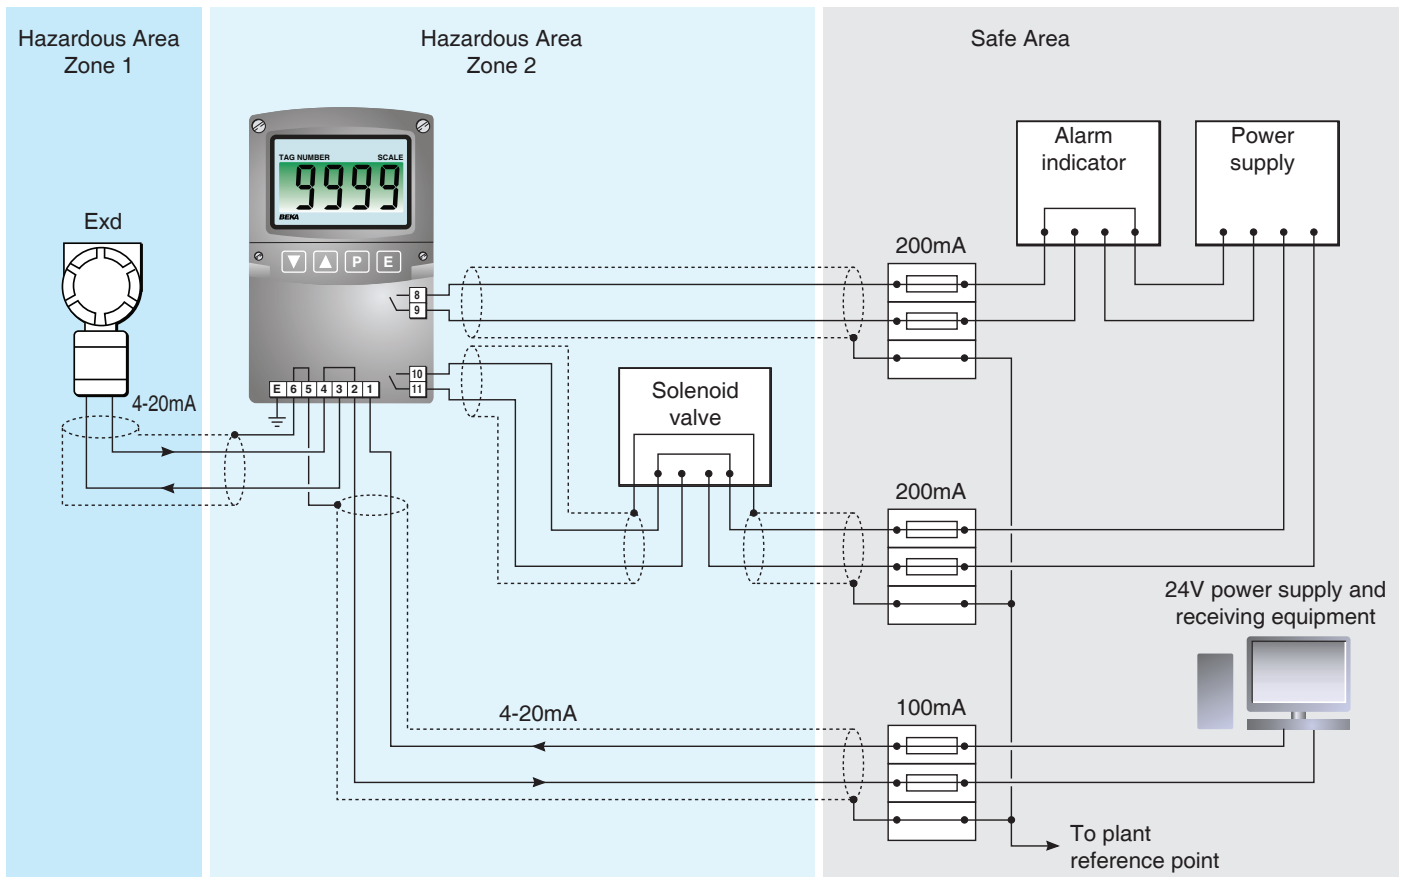 Hazardous Area
Zone 1
Hazardous Area
Zone 2
Safe Area
TAG NUMBER SCALE
9999
BEKA
P E
Exd
4-20mA
8
9
10
11
E 6 5 4 3 2 1
Solenoid
valve
Alarm
indicator
Power
supply
200mA
200mA
24V power supply and
receiving equipment
4-20mA
100mA
To plant
reference point